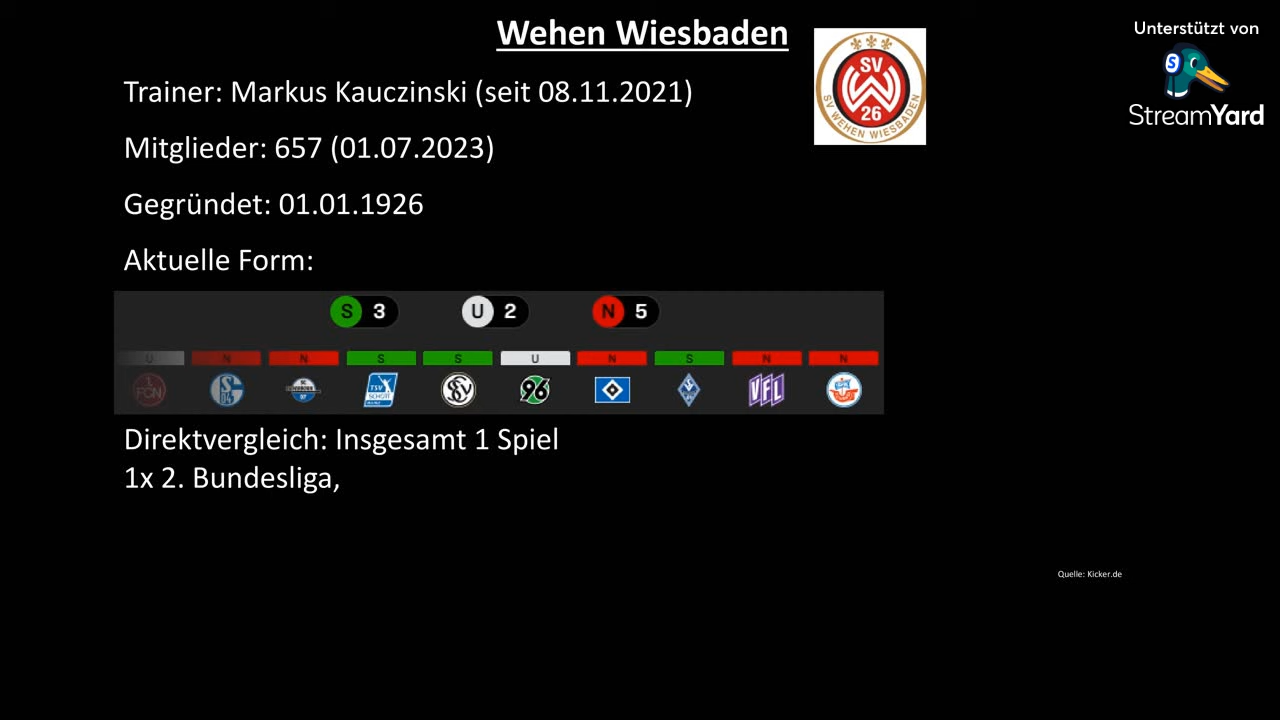 Wehen Wiesbaden
Unterstützt von
StreamYard
SV
26
SV WEHEN WIESBADEN
Trainer: Markus Kauczinski (seit 08.11.2021)
Mitglieder: 657 (01.07.2023)
Gegründet: 01.01.1926
Aktuelle Form:
S 3 U 2 N 5
U N N S S U N S N N
Direktvergleich: Insgesamt 1 Spiel
1x 2. Bundesliga,
Quelle: Kicker.de